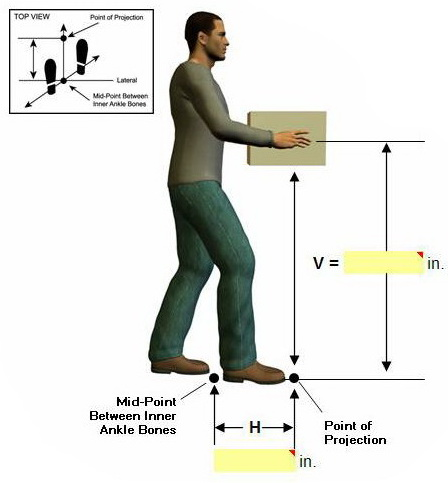 TOP VIEW
Point of Projection
Lateral
Mid-Point Between
Inner Ankle Bones
V =
in.
Mid-Point
Between Inner
Ankle Bones
H
Point of
Projection
in.